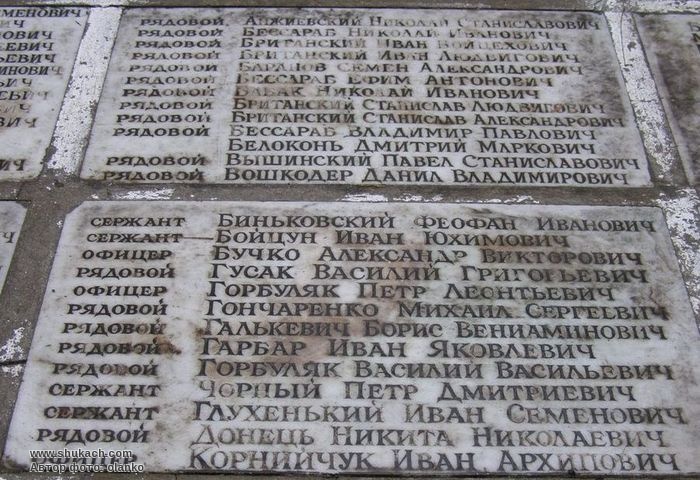 РЯДОВОЙ АНЖИЕВСКИЙ НИКОЛАЙ СТАНИСЛАВОВИЧ
РЯДОВОЙ БЕССАРАБ НИКОЛАЙ ИВАНОВИЧ
РЯДОВОЙ БРИТАНСКИЙ ИВАН ВОЙЦЕХОВИЧ
РЯДОВОЙ БРИТАНСКИЙ ИВАН ЛЮДВИГОВИЧ
РЯДОВОЙ СЕМЕН АЛЕКСАНДРОВИЧ
РЯДОВОЙ БЕССАРАБ ЕФИМ АНТОНОВИЧ
РЯДОВОЙ БАБАК НИКОЛАЙ ИВАНОВИЧ
РЯДОВОЙ БРИТАНСКИЙ СТАНИСЛАВ ЛЮДВИГОВИЧ
РЯДОВОЙ БРИТАНСКИЙ СТАНИСЛАВ АЛЕКСАНДРОВИЧ
РЯДОВОЙ БЕССАРАБ ВЛАДИМИР ПАВЛОВИЧ
БЕЛОКОНЬ ДМИТРИЙ МАРКОВИЧ
РЯДОВОЙ ВЫШИНСКИЙ ПАВЕЛ СТАНИСЛАВОВИЧ
РЯДОВОЙ ВОШКОДЕР ДАНИЛ ВЛАДИМИРОВИЧ
СЕРЖАНТ БИНЬКОВСКИЙ ФЕОФАН ИВАНОВИЧ
СЕРЖАНТ БОЙЦУН ИВАН ЮХИМОВИЧ
ОФИЦЕР БУЧКО АЛЕКСАНДР ВИКТОРОВИЧ
РЯДОВОЙ ГУСАК ВАСИЛИЙ ГРИГОРЬЕВИЧ
ОФИЦЕР ГОРБУЛЯК ПЕТР ЛЕОНТЬЕВИЧ
РЯДОВОЙ ГОНЧАРЕНКО МИХАИЛ СЕРГЕЕВИЧ
РЯДОВОЙ ГАЛЬКЕВИЧ БОРИС ВЕНИАМИНОВИЧ
РЯДОВОЙ ГАРБАР ИВАН ЯКОВЛЕВИЧ
РЯДОВОЙ ГОРБУЛЯК ВАСИЛИЙ ВАСИЛЬЕВИЧ
СЕРЖАНТ ЧОРНЫЙ ПЕТР ДМИТРИЕВИЧ
СЕРЖАНТ ГЛУХЕНЬКИЙ ИВАН СЕМЕНОВИЧ
РЯДОВОЙ ДОНЕЦЬ НИКИТА НИКОЛАЕВИЧ
ОФИЦЕР КОРНИЙЧУК ИВАН АРХИПОВИЧ
www.shukach.com
Автор фото: olanko